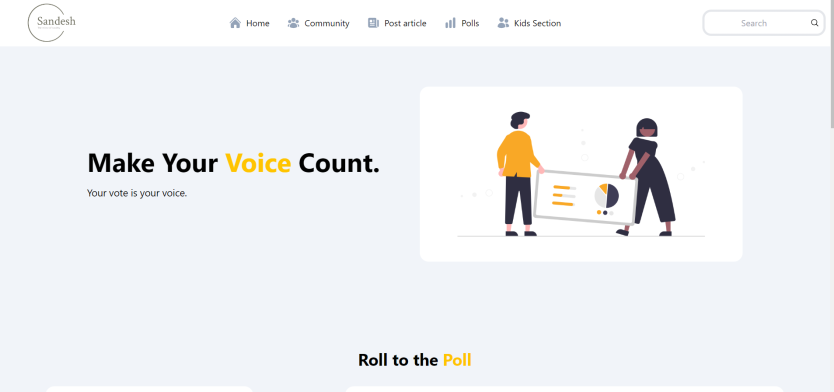 Sandesh
Home
Community
Post article
Polls
Kids Section
Search
Make Your Voice Count.
Your vote is your voice.
Roll to the Poll